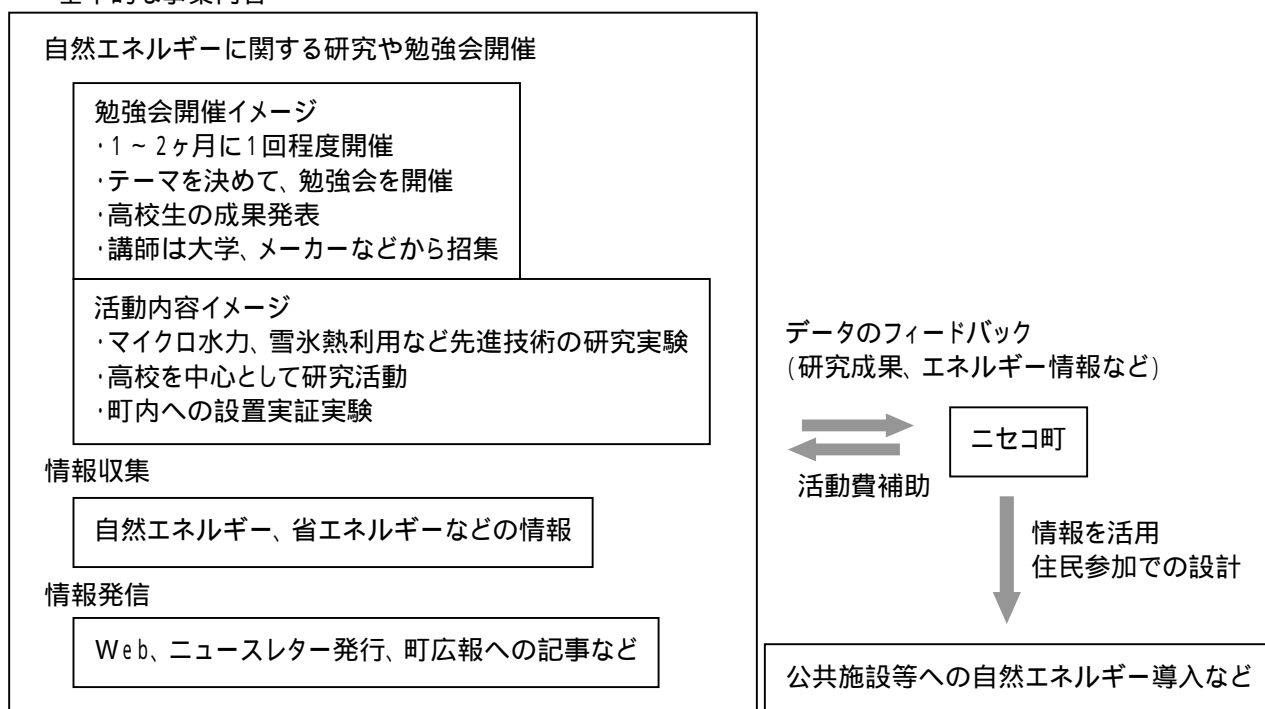 自然エネルギーに関する研究や勉強会開催
勉強会開催イメージ
・1~2ヶ月に1回程度開催
・テーマを決めて、勉強会を開催
・高校生の成果発表
・講師は大学、メーカーなどから招集
活動内容イメージ
・マイクロ水力、雪氷熱利用など先進技術の研究実験
・高校を中心として研究活動
・町内への設置実証実験
情報収集
自然エネルギー、省エネルギーなどの情報
情報発信
Web、ニュースレター発行、町広報への記事など
データのフィードバック
(研究成果、エネルギー情報など)
ニセコ町
活動費補助
情報を活用
住民参加での設計
公共施設等への自然エネルギー導入など